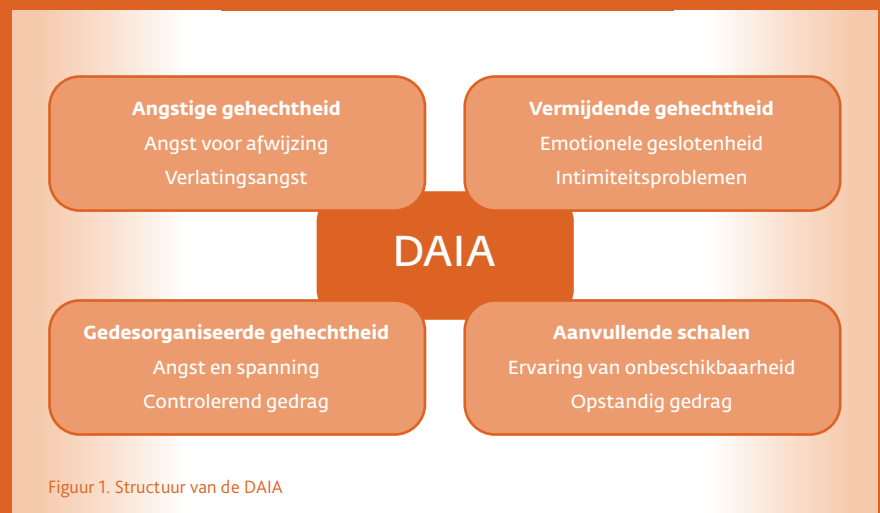 Angstige gehechtheid
Angst voor afwijzing
Verlatingsangst
Vermijdende gehechtheid
Emotionele geslotenheid
Intimiteitsproblemen
DAIA
Gedesorganiseerde gehechtheid
Angst en spanning
Controlerend gedrag
Aanvullende schalen
Ervaring van onbeschikbaarheid
Opstandig gedrag
Figuur 1. Structuur van de DAIA